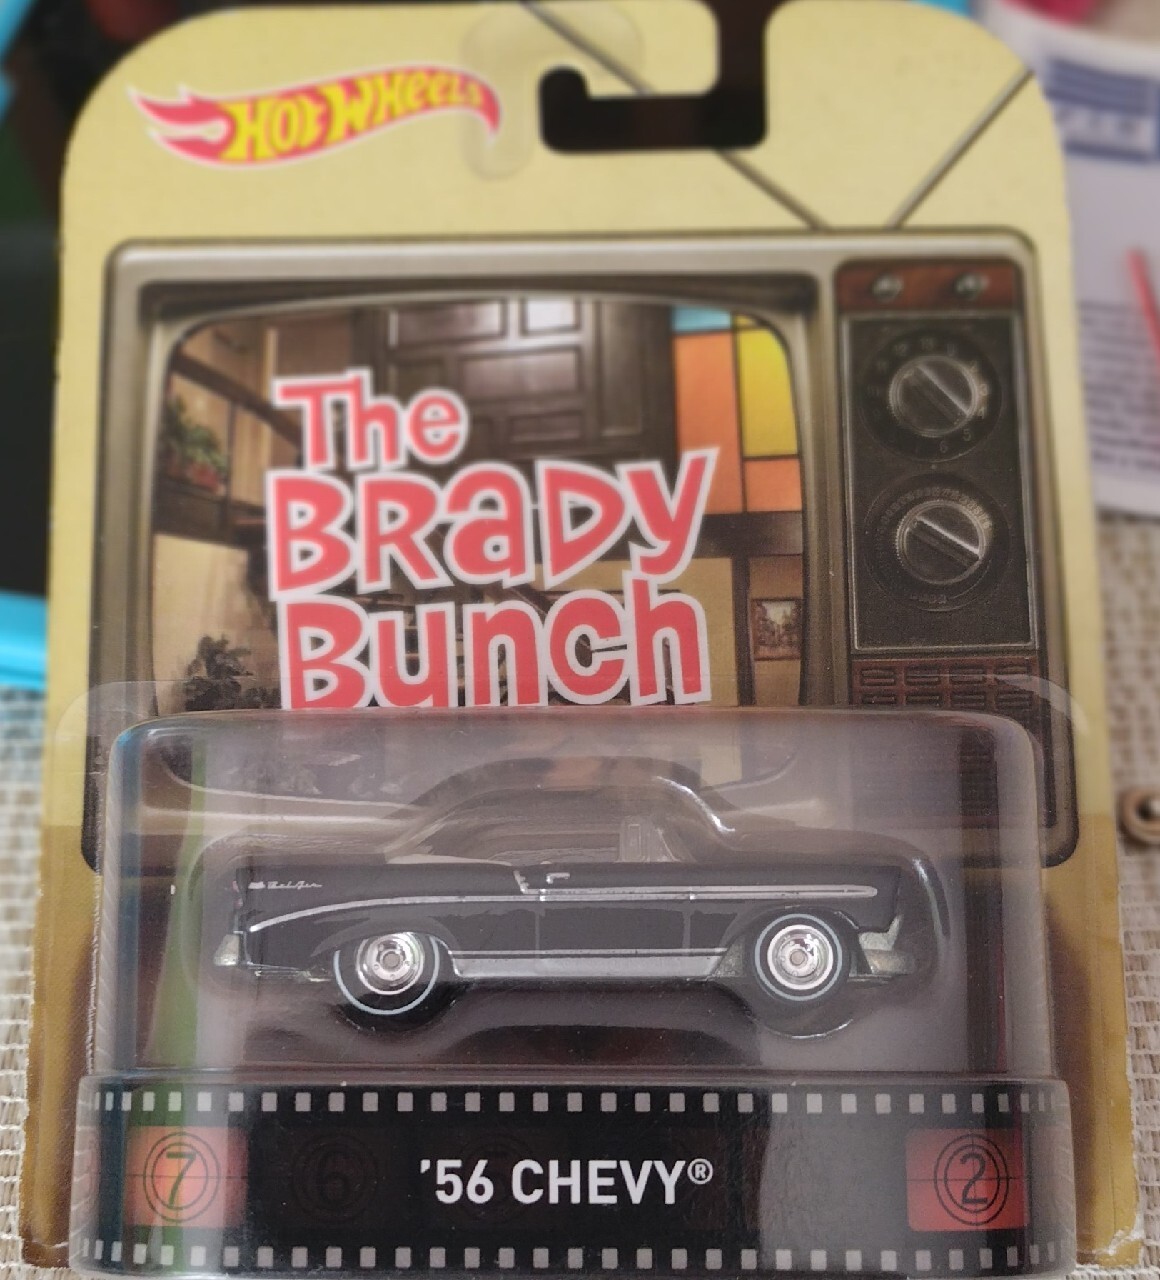 HOT WHEELS
The
BRaDy
Bunch
Bel Air
7
6
'56 CHEVY®
2